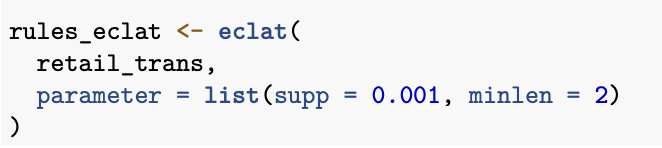 rules_eclat <- eclat(
  retail_trans,
  parameter = list(supp = 0.001, minlen = 2)
)